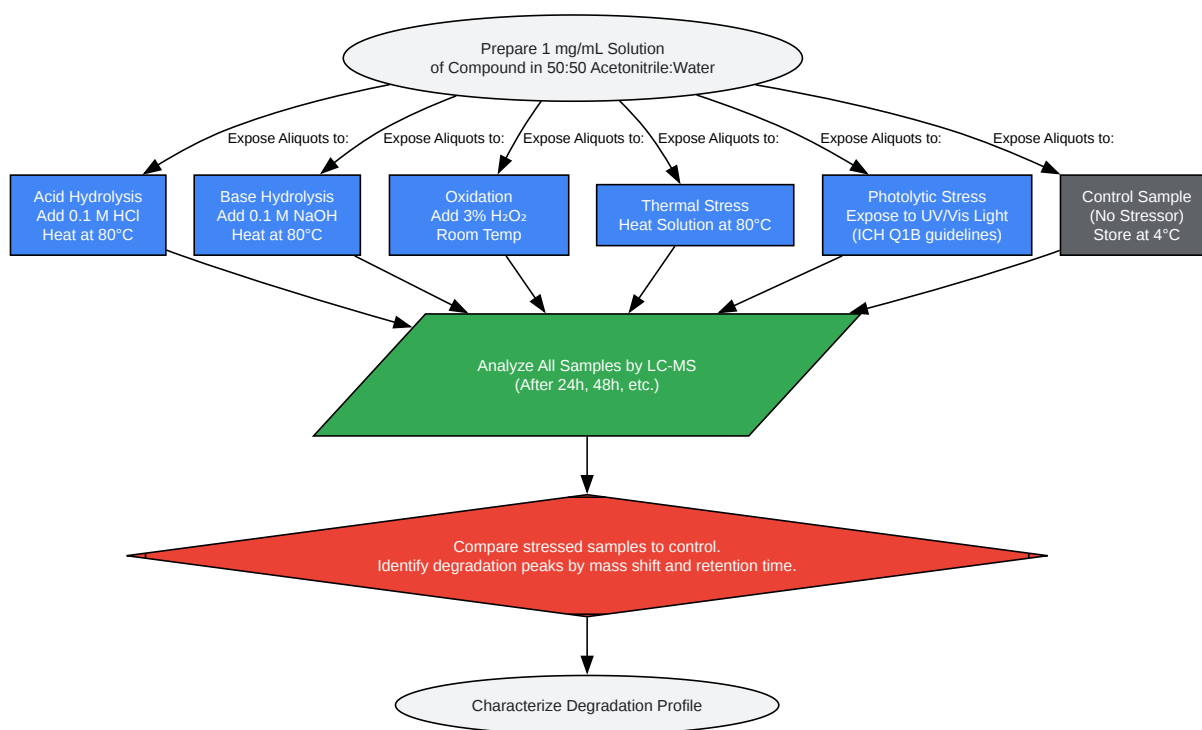 Prepare 1 mg/mL Solution
of Compound in 50:50 Acetonitrile:Water
Expose Aliquots to:
Expose Aliquots to:
Expose Aliquots to:
Expose Aliquots to:
Expose Aliquots to:
Expose Aliquots to:
Acid Hydrolysis
Add 0.1 M HCl
Heat at 80°C
Base Hydrolysis
Add 0.1 M NaOH
Heat at 80°C
Oxidation
Add 3% H₂O₂
Room Temp
Thermal Stress
Heat Solution at 80°C
Photolytic Stress
Expose to UV/Vis Light
(ICH Q1B guidelines)
Control Sample
(No Stressor)
Store at 4°C
Analyze All Samples by LC-MS
(After 24h, 48h, etc.)
Compare stressed samples to control.
Identify degradation peaks by mass shift and retention time.
Characterize Degradation Profile